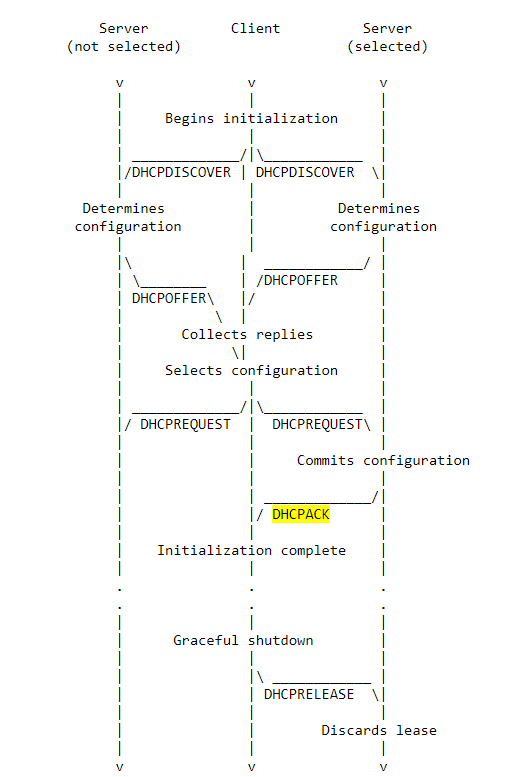 Server Client Server
(not selected) (selected)
v v v
Begins initialization
/DHCPDISCOVER | DHCPDISCOVER \
Determines Determines
configuration configuration
/DHCPOFFER
DHCPOFFER\ /
Collects replies
Selects configuration
/ DHCPREQUEST DHCPREQUEST\
Commits configuration
/ DHCPACK
Initialization complete
. . .
. . .
Graceful shutdown
DHCPRELEASE \
Discards lease
v v v